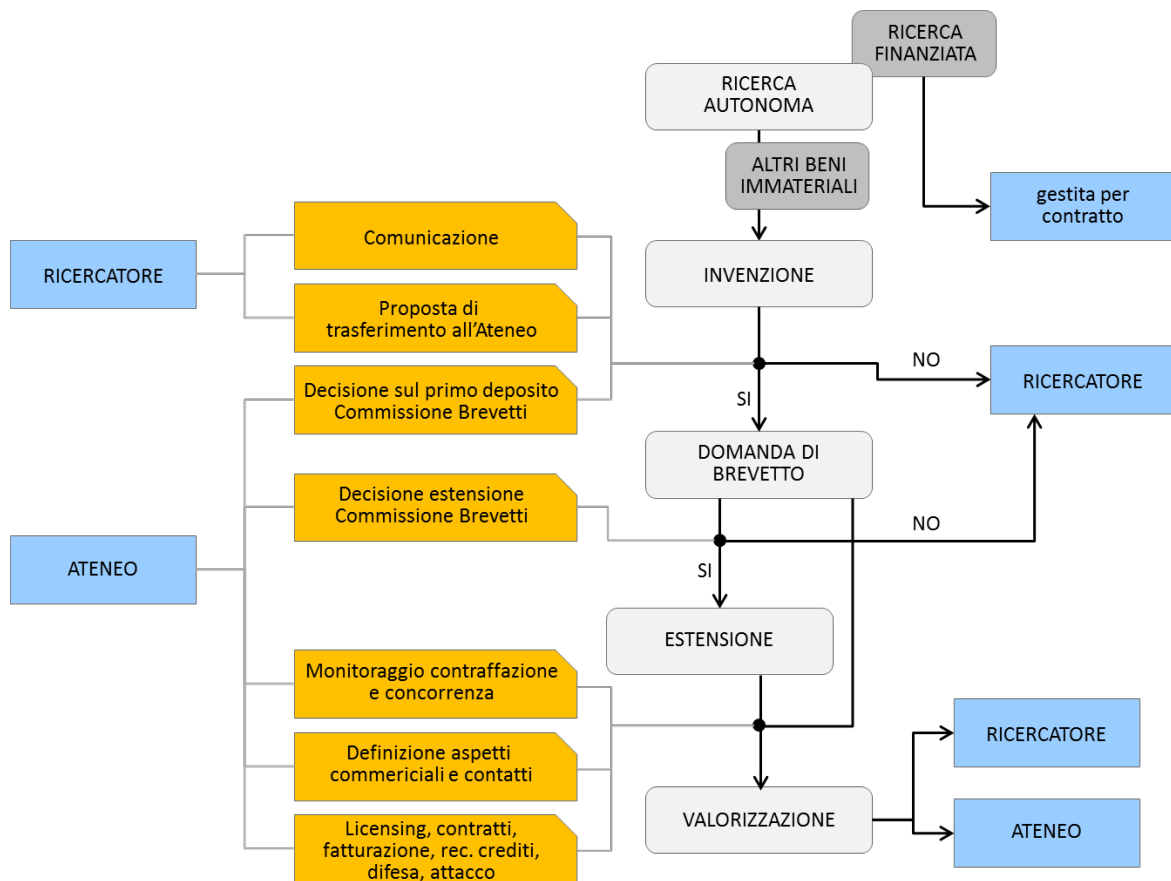 RICERCA
FINANZIATA
RICERCA
AUTONOMA
ALTRI BENI
IMMATERIALI
gestita per
contratto
Comunicazione
RICERCATORE
INVENZIONE
Proposta di
trasferimento all'Ateneo
NO
RICERCATORE
Decisione sul primo deposito
Commissione Brevetti
SI
DOMANDA DI
BREVETTO
Decisione estensione
Commissione Brevetti
NO
ATENEO
SI
ESTENSIONE
Monitoraggio contraffazione
e concorrenza
RICERCATORE
Definizione aspetti
commericiali e contatti
VALORIZZAZIONE
ATENEO
Licensing, contratti,
fatturazione, rec. crediti,
difesa, attacco